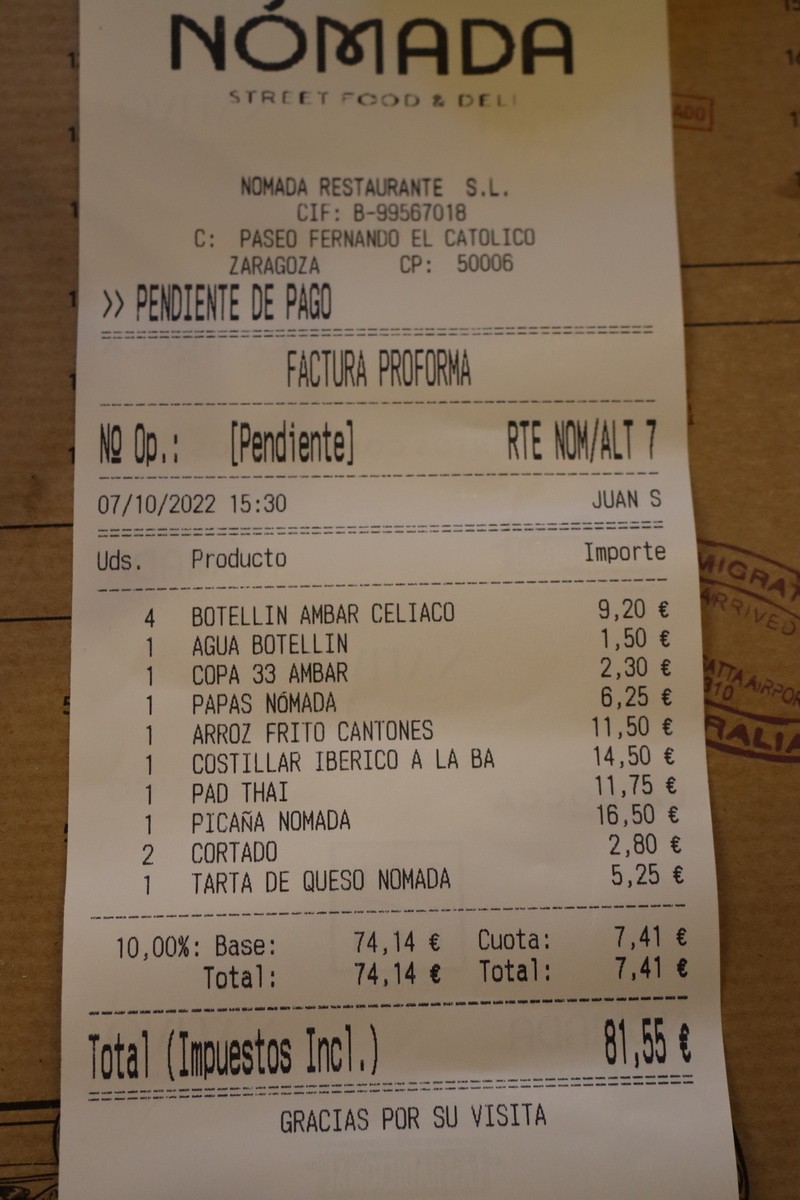 NÓMADA
STREET FOOD & DELI
NOMADA RESTAURANTE S.L.
CIF: B-99567018
C: PASEO FERNANDO EL CATOLICO
ZARAGOZA CP: 50006
>> PENDIENTE DE PAGO
FACTURA PROFORMA
Nº Op.: [Pendiente] RTE NOM/ALT 7
07/10/2022 15:30 JUAN S
Uds. Producto Importe
4 BOTELLIN AMBAR CELIACO 9,20 €
1 AGUA BOTELLIN 1,50 €
1 COPA 33 AMBAR 2,30 €
1 PAPAS NÓMADA 6,25 €
1 ARROZ FRITO CANTONES 11,50 €
1 COSTILLAR IBERICO A LA BA 14,50 €
1 PAD THAI 11,75 €
1 PICAÑA NOMADA 16,50 €
2 CORTADO 2,80 €
1 TARTA DE QUESO NOMADA 5,25 €
10,00%: Base: 74,14 € Cuota: 7,41 €
Total: 74,14 € Total: 7,41 €
Total (Impuestos Incl.) 81,55 €
GRACIAS POR SU VISITA